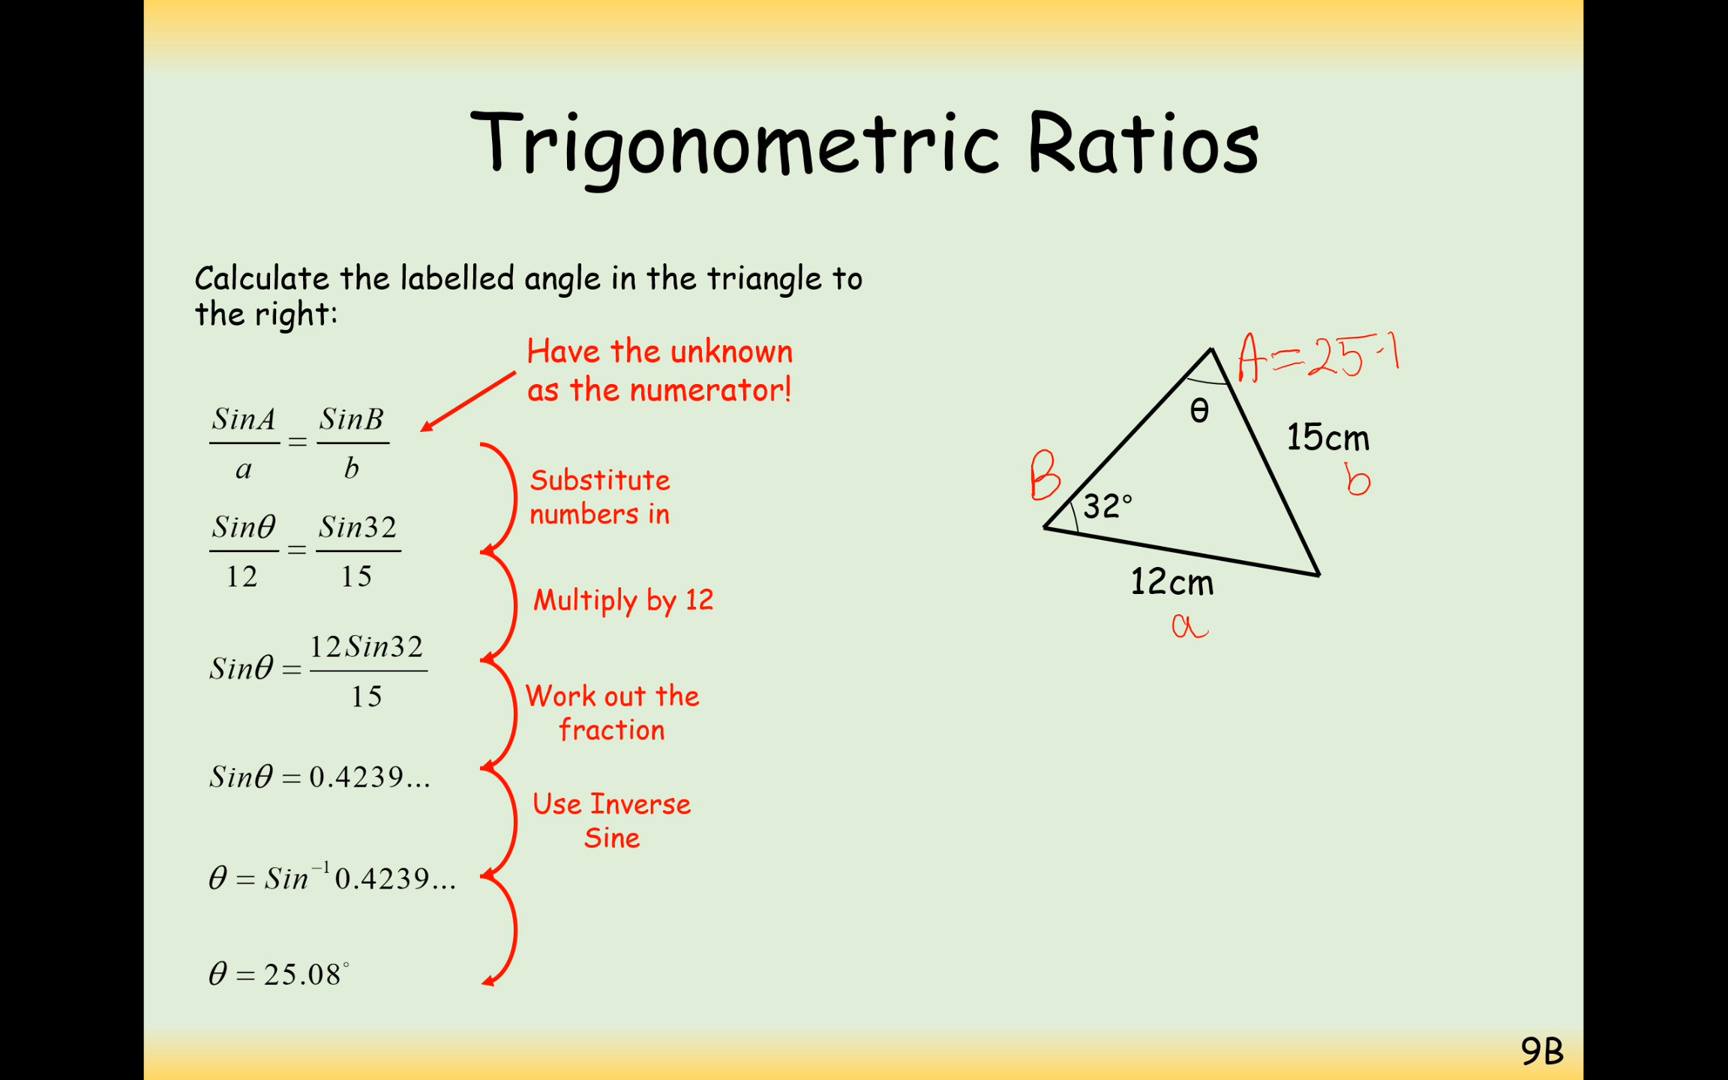 Trigonometric Ratios
Calculate the labelled angle in the triangle to
the right:
Have the unknown
as the numerator!
SinA/a = SinB/b
Substitute
numbers in
Sinθ/12 = Sin32/15
Multiply by 12
Sinθ = 12Sin32/15
Work out the
fraction
Sinθ = 0.4239...
Use Inverse
Sine
θ = Sin⁻¹0.4239...
θ = 25.08°
A=25.1
θ
15cm
b
B
32°
12cm
a
9B